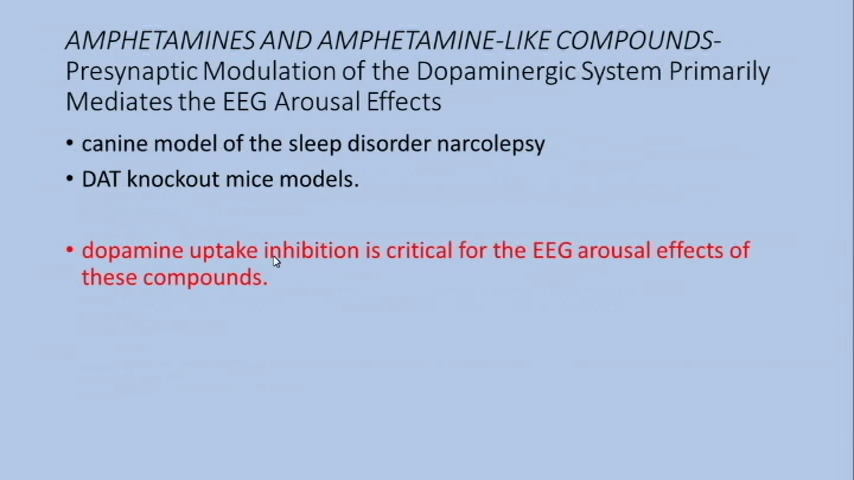 AMPHETAMINES AND AMPHETAMINE-LIKE COMPOUNDS-
Presynaptic Modulation of the Dopaminergic System Primarily
Mediates the EEG Arousal Effects
• canine model of the sleep disorder narcolepsy
• DAT knockout mice models.
• dopamine uptake inhibition is critical for the EEG arousal effects of
these compounds.